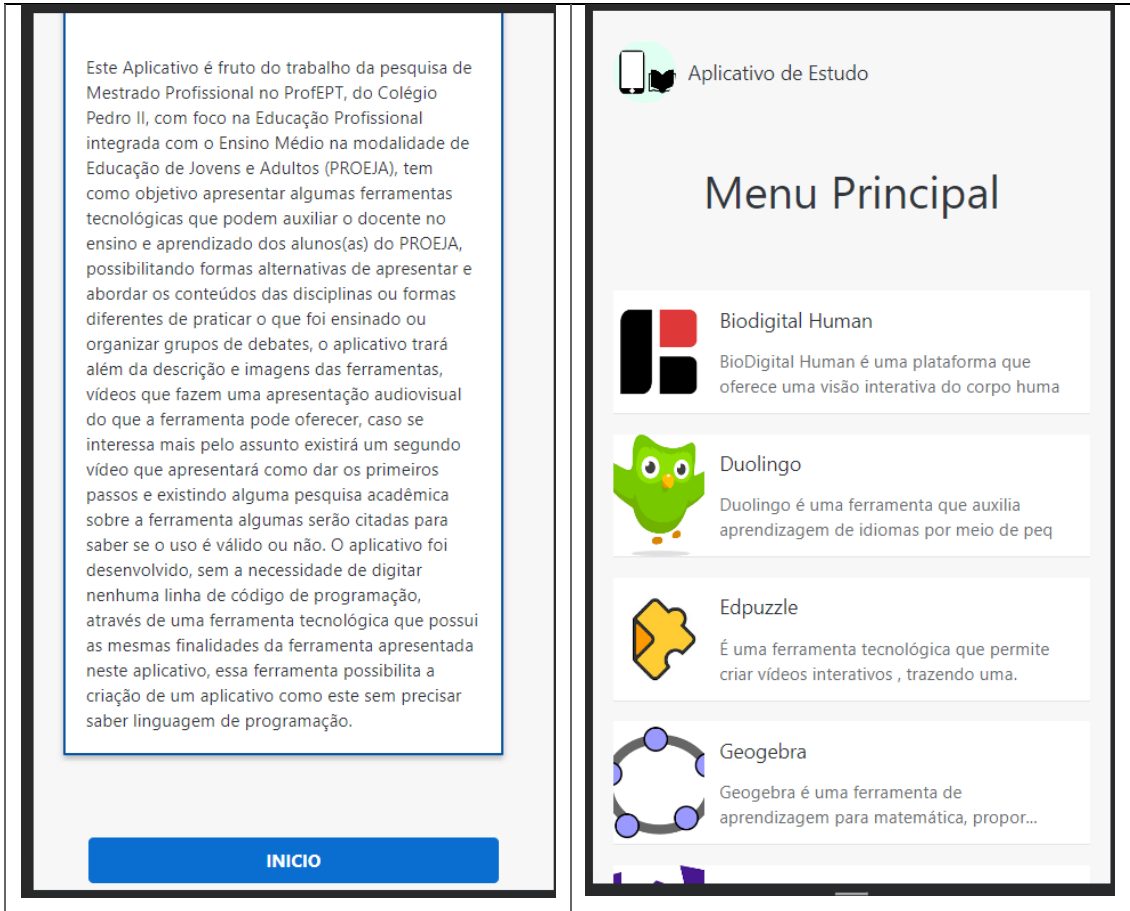 Este Aplicativo é fruto do trabalho da pesquisa de
Mestrado Profissional no ProfEPT, do Colégio
Pedro II, com foco na Educação Profissional
integrada com o Ensino Médio na modalidade de
Educação de Jovens e Adultos (PROEJA), tem
como objetivo apresentar algumas ferramentas
tecnológicas que podem auxiliar o docente no
ensino e aprendizado dos alunos(as) do PROEJA,
possibilitando formas alternativas de apresentar e
abordar os conteúdos das disciplinas ou formas
diferentes de praticar o que foi ensinado ou
organizar grupos de debates, o aplicativo trará
além da descrição e imagens das ferramentas,
vídeos que fazem uma apresentação audiovisual
do que a ferramenta pode oferecer, caso se
interessa mais pelo assunto existirá um segundo
vídeo que apresentará como dar os primeiros
passos e existindo alguma pesquisa acadêmica
sobre a ferramenta algumas serão citadas para
saber se o uso é válido ou não. O aplicativo foi
desenvolvido, sem a necessidade de digitar
nenhuma linha de código de programação,
através de uma ferramenta tecnológica que possui
as mesmas finalidades da ferramenta apresentada
neste aplicativo, essa ferramenta possibilita a
criação de um aplicativo como este sem precisar
saber linguagem de programação.
INICIO
Aplicativo de Estudo
Menu Principal
Biodigital Human
BioDigital Human é uma plataforma que
oferece uma visão interativa do corpo huma
Duolingo
Duolingo é uma ferramenta que auxilia
aprendizagem de idiomas por meio de peq
Edpuzzle
É uma ferramenta tecnológica que permite
criar vídeos interativos , trazendo uma.
Geogebra
Geogebra é uma ferramenta de
aprendizagem para matemática, propor...